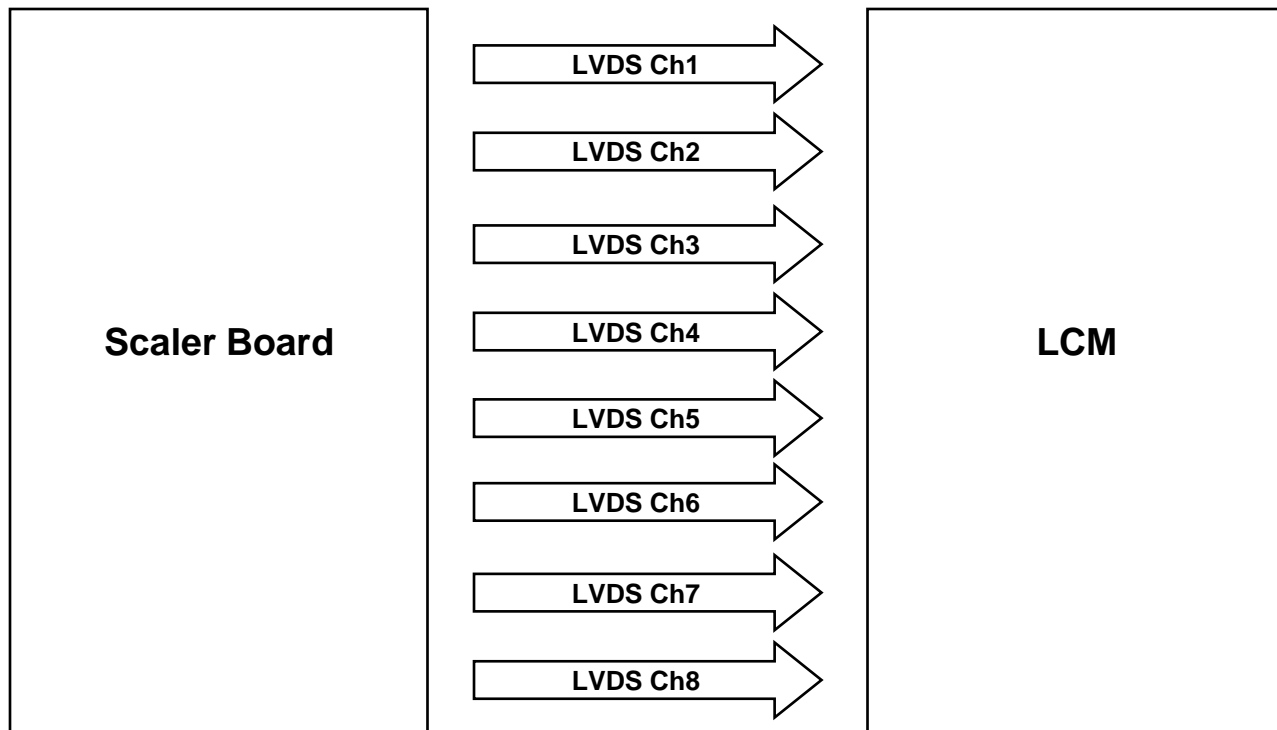 LVDS Ch1
LVDS Ch2
LVDS Ch3
Scaler Board
LVDS Ch4
LCM
LVDS Ch5
LVDS Ch6
LVDS Ch7
LVDS Ch8